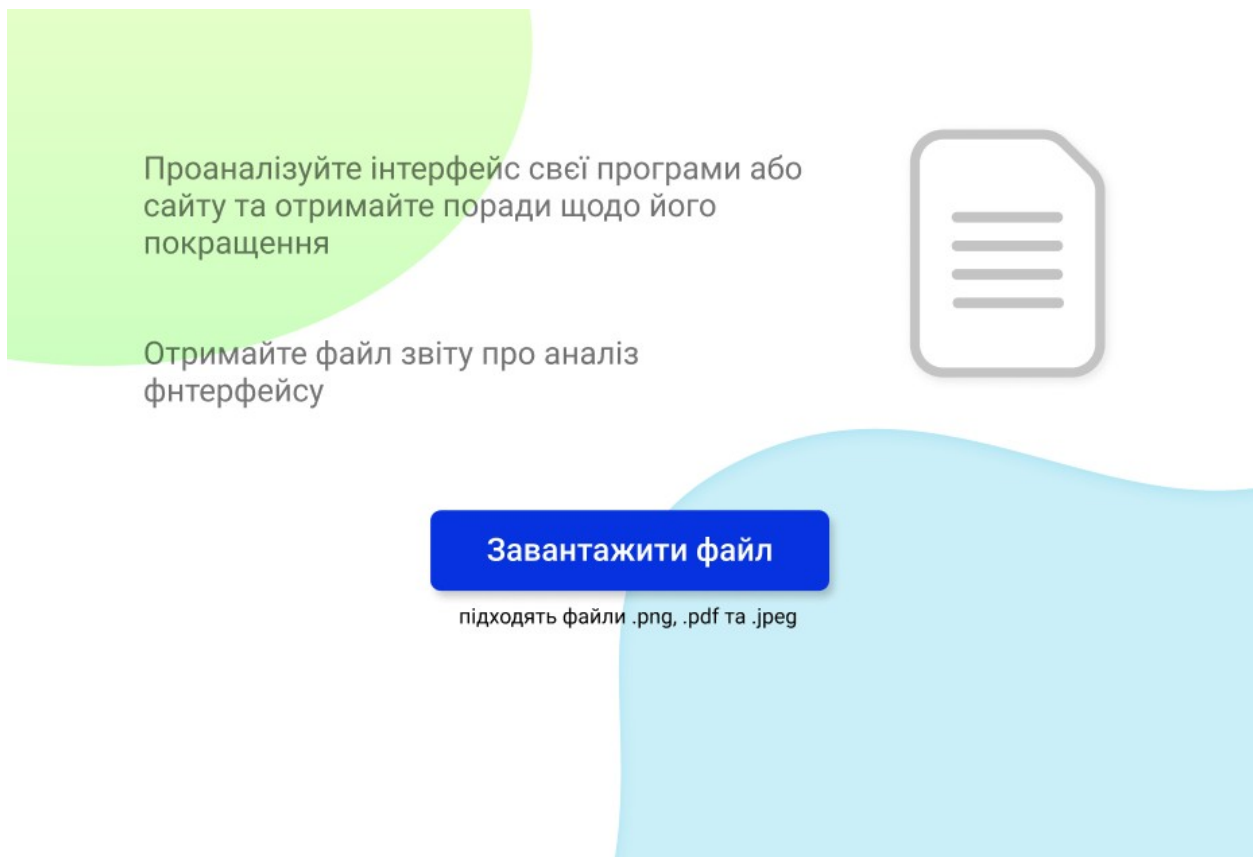 Проаналізуйте інтерфейс свєї програми або
сайту та отримайте поради щодо його
покращення
Отримайте файл звіту про аналіз
фнтерфейсу
Завантажити файл
підходять файли .png, .pdf та .jpeg